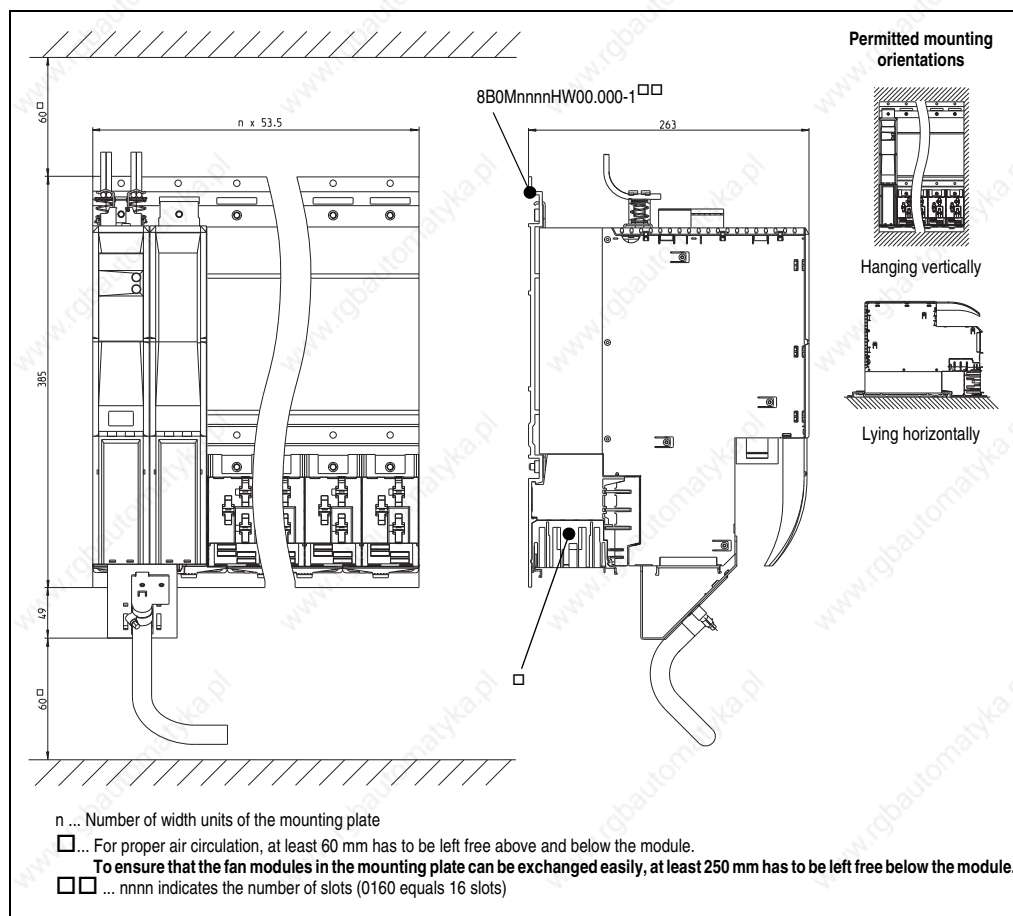 Permitted mounting
orientations
8B0MnnnnHW00.000-1□□
60□
n x 53.5
263
385
Hanging vertically
Lying horizontally
49
□
60□
n ... Number of width units of the mounting plate
□... For proper air circulation, at least 60 mm has to be left free above and below the module.
To ensure that the fan modules in the mounting plate can be exchanged easily, at least 250 mm has to be left free below the module.
□□ ... nnnn indicates the number of slots (0160 equals 16 slots)
www.rgbautomatyka.pl